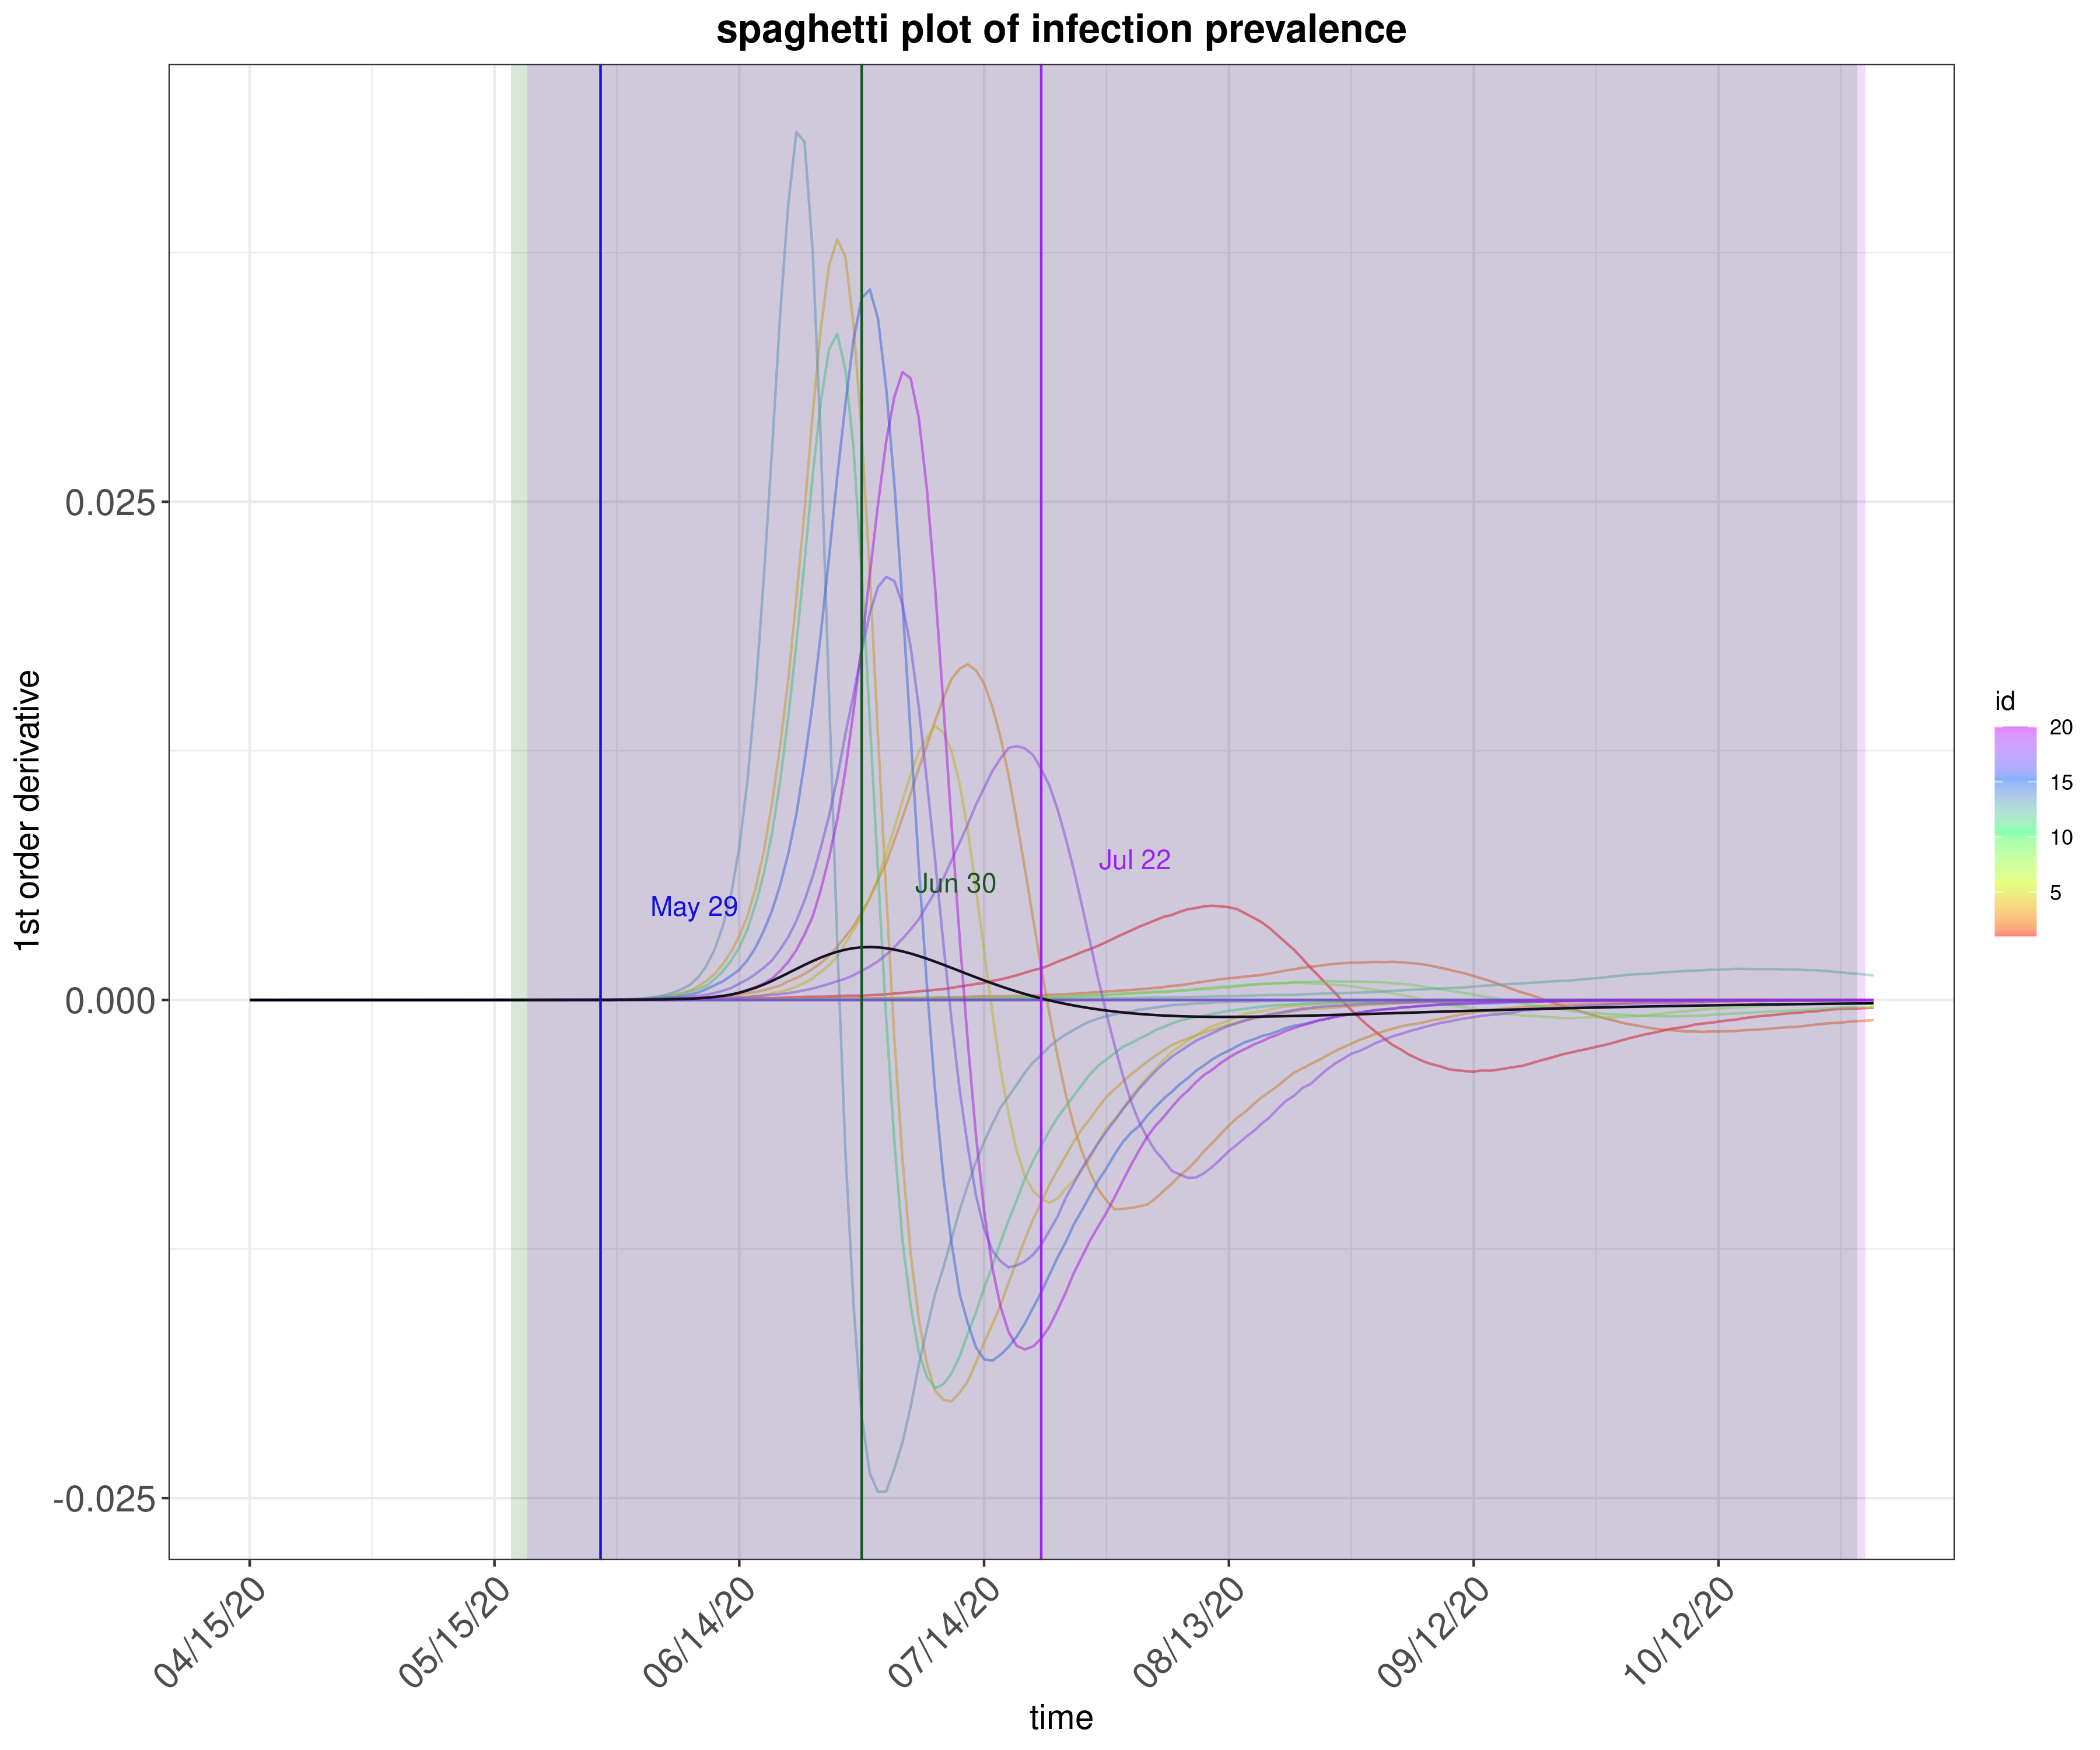 spaghetti plot of infection prevalence
1st order derivative
0.025
0.000
-0.025
May 29
Jun 30
Jul 22
04/15/20
05/15/20
06/14/20
07/14/20
08/13/20
09/12/20
10/12/20
time
id
20
15
10
5